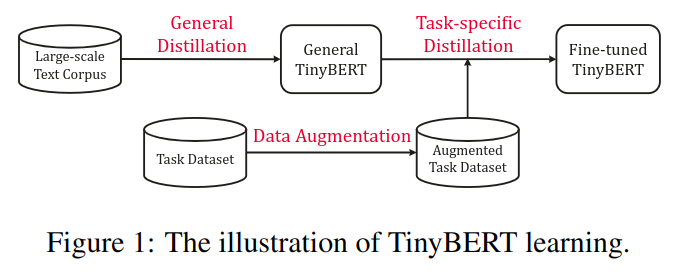 General
Distillation
Task-specific
Distillation
Large-scale
Text Corpus
General
TinyBERT
Fine-tuned
TinyBERT
Data Augmentation
Task Dataset
Augmented
Task Dataset
Figure 1: The illustration of TinyBERT learning.